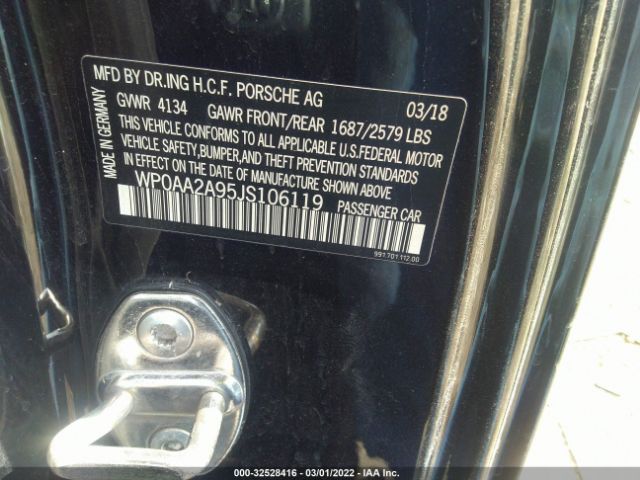 MFD BY DR.ING H.C.F. PORSCHE AG 03/18
GVWR 4134 GAWR FRONT/REAR 1687/2579 LBS
THIS VEHICLE CONFORMS TO ALL APPLICABLE U.S.FEDERAL MOTOR
VEHICLE SAFETY,BUMPER,AND THEFT PREVENTION STANDARDS
IN EFFECT ON THE DATE OF MANUFACTURE SHOWN ABOVE.
WP0AA2A95JS106119 PASSENGER CAR
MADE IN GERMANY
991.701.112.00
000-32528416 - 03/01/2022 - IAA Inc.